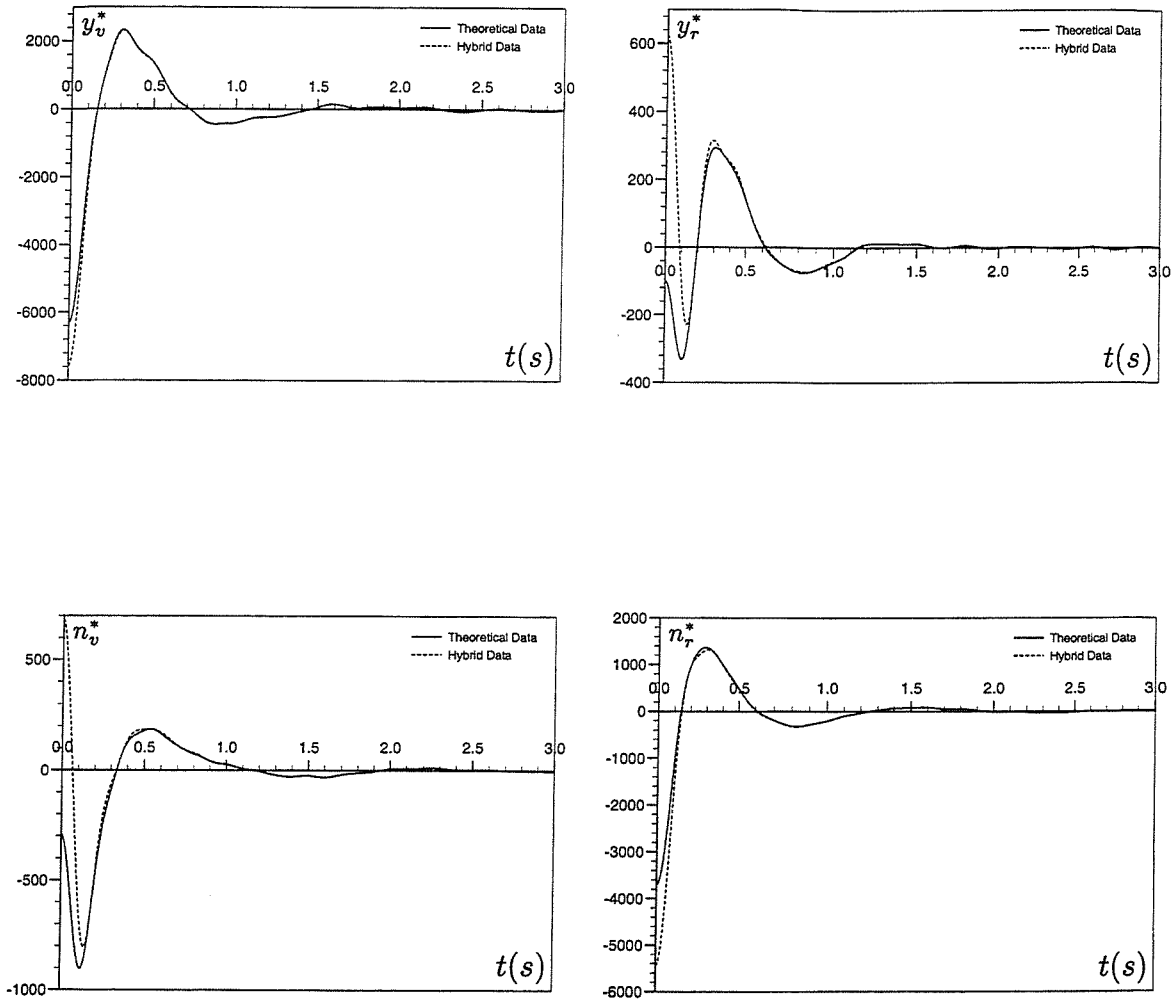 y*v
Theoretical Data
Hybrid Data
2000
0
-2000
-4000
-6000
-8000
0.0 0.5 1.0 1.5 2.0 2.5 3.0
t(s)
y*r
Theoretical Data
Hybrid Data
600
400
200
0
-200
-400
0.0 0.5 1.0 1.5 2.0 2.5 3.0
t(s)
n*v
Theoretical Data
Hybrid Data
500
0
-500
-1000
0.0 0.5 1.0 1.5 2.0 2.5 3.0
t(s)
n*r
Theoretical Data
Hybrid Data
2000
1000
0
-1000
-2000
-3000
-4000
-5000
-6000
0.0 0.5 1.0 1.5 2.0 2.5 3.0
t(s)